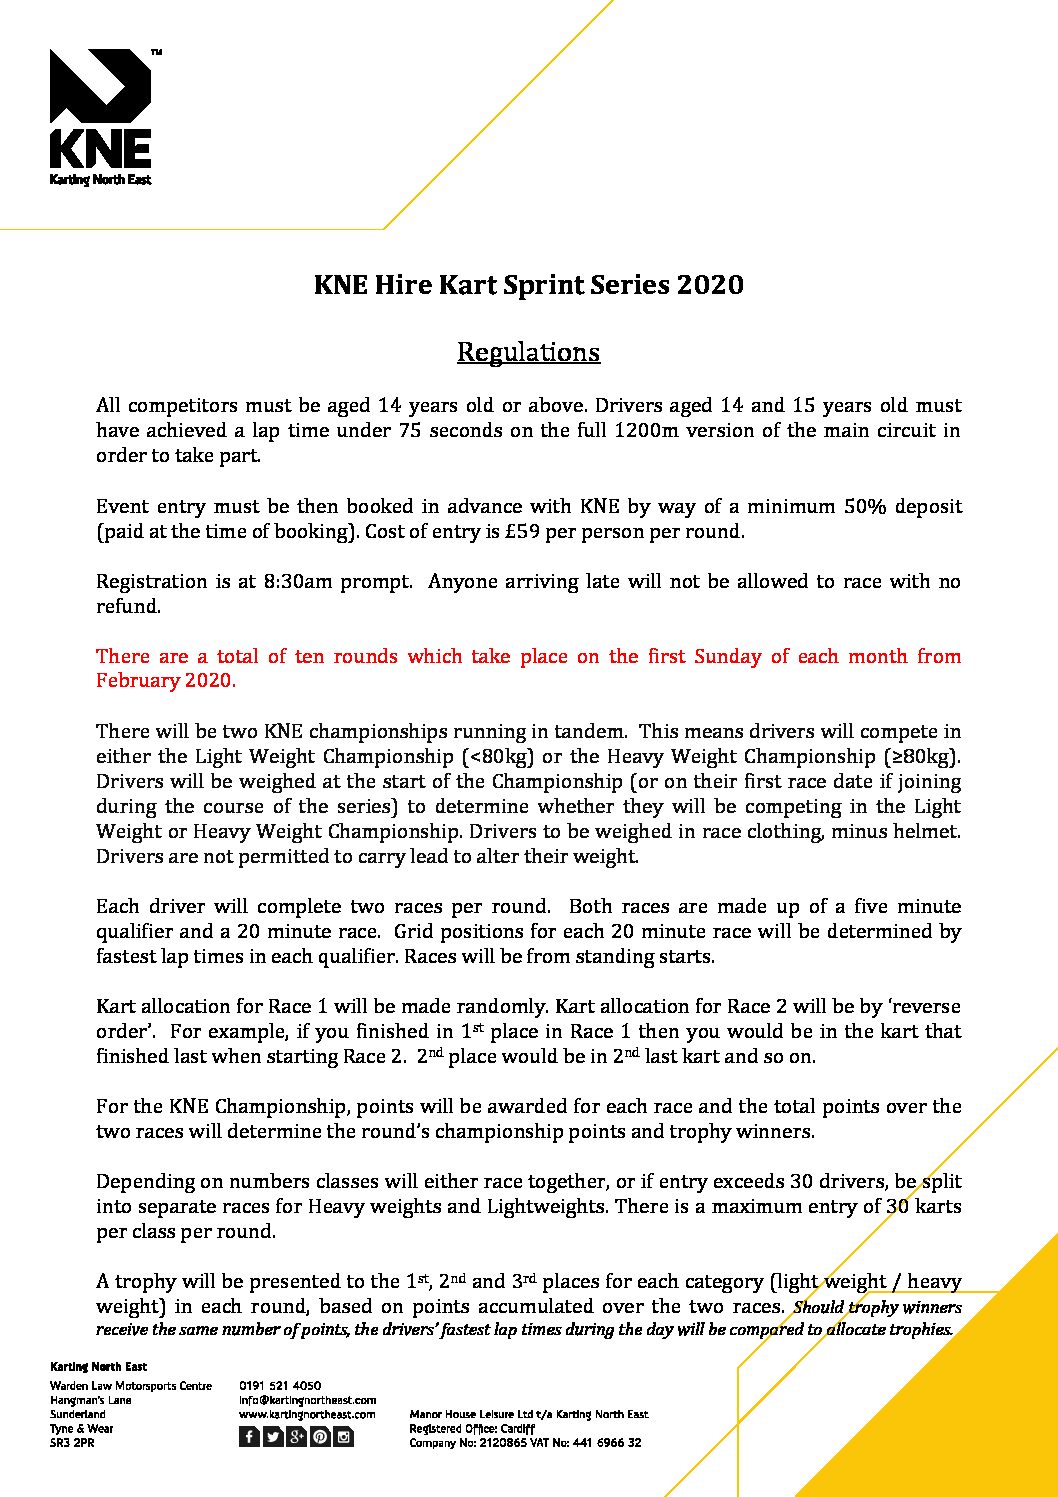 TM
KNE
Karting North East
KNE Hire Kart Sprint Series 2020
Regulations
All competitors must be aged 14 years old or above. Drivers aged 14 and 15 years old must
have achieved a lap time under 75 seconds on the full 1200m version of the main circuit in
order to take part.
Event entry must be then booked in advance with KNE by way of a minimum 50% deposit
(paid at the time of booking). Cost of entry is £59 per person per round.
Registration is at 8:30am prompt.  Anyone arriving late will not be allowed to race with no
refund.
There are a total of ten rounds which take place on the first Sunday of each month from
February 2020.
There will be two KNE championships running in tandem.  This means drivers will compete in
either the Light Weight Championship (<80kg) or the Heavy Weight Championship (≥80kg).
Drivers will be weighed at the start of the Championship (or on their first race date if joining
during the course of the series) to determine whether they will be competing in the Light
Weight or Heavy Weight Championship. Drivers to be weighed in race clothing, minus helmet.
Drivers are not permitted to carry lead to alter their weight.
Each driver will complete two races per round.  Both races are made up of a five minute
qualifier and a 20 minute race.  Grid positions for each 20 minute race will be determined by
fastest lap times in each qualifier. Races will be from standing starts.
Kart allocation for Race 1 will be made randomly. Kart allocation for Race 2 will be by ‘reverse
order’.  For example, if you finished in 1st place in Race 1 then you would be in the kart that
finished last when starting Race 2.  2nd place would be in 2nd last kart and so on.
For the KNE Championship, points will be awarded for each race and the total points over the
two races will determine the round’s championship points and trophy winners.
Depending on numbers classes will either race together, or if entry exceeds 30 drivers, be split
into separate races for Heavy weights and Lightweights. There is a maximum entry of 30 karts
per class per round.
A trophy will be presented to the 1st, 2nd and 3rd places for each category (light weight / heavy
weight) in each round, based on points accumulated over the two races. Should trophy winners
receive the same number of points, the drivers’ fastest lap times during the day will be compared to allocate trophies.
Karting North East
Warden Law Motorsports Centre
Hangman's Lane
Sunderland
Tyne & Wear
SR3 2PR
0191 521 4050
info@kartingnortheast.com
www.kartingnortheast.com
Manor House Leisure Ltd t/a Karting North East
Registered Office: Cardiff
Company No: 2120865 VAT No: 441 6966 32